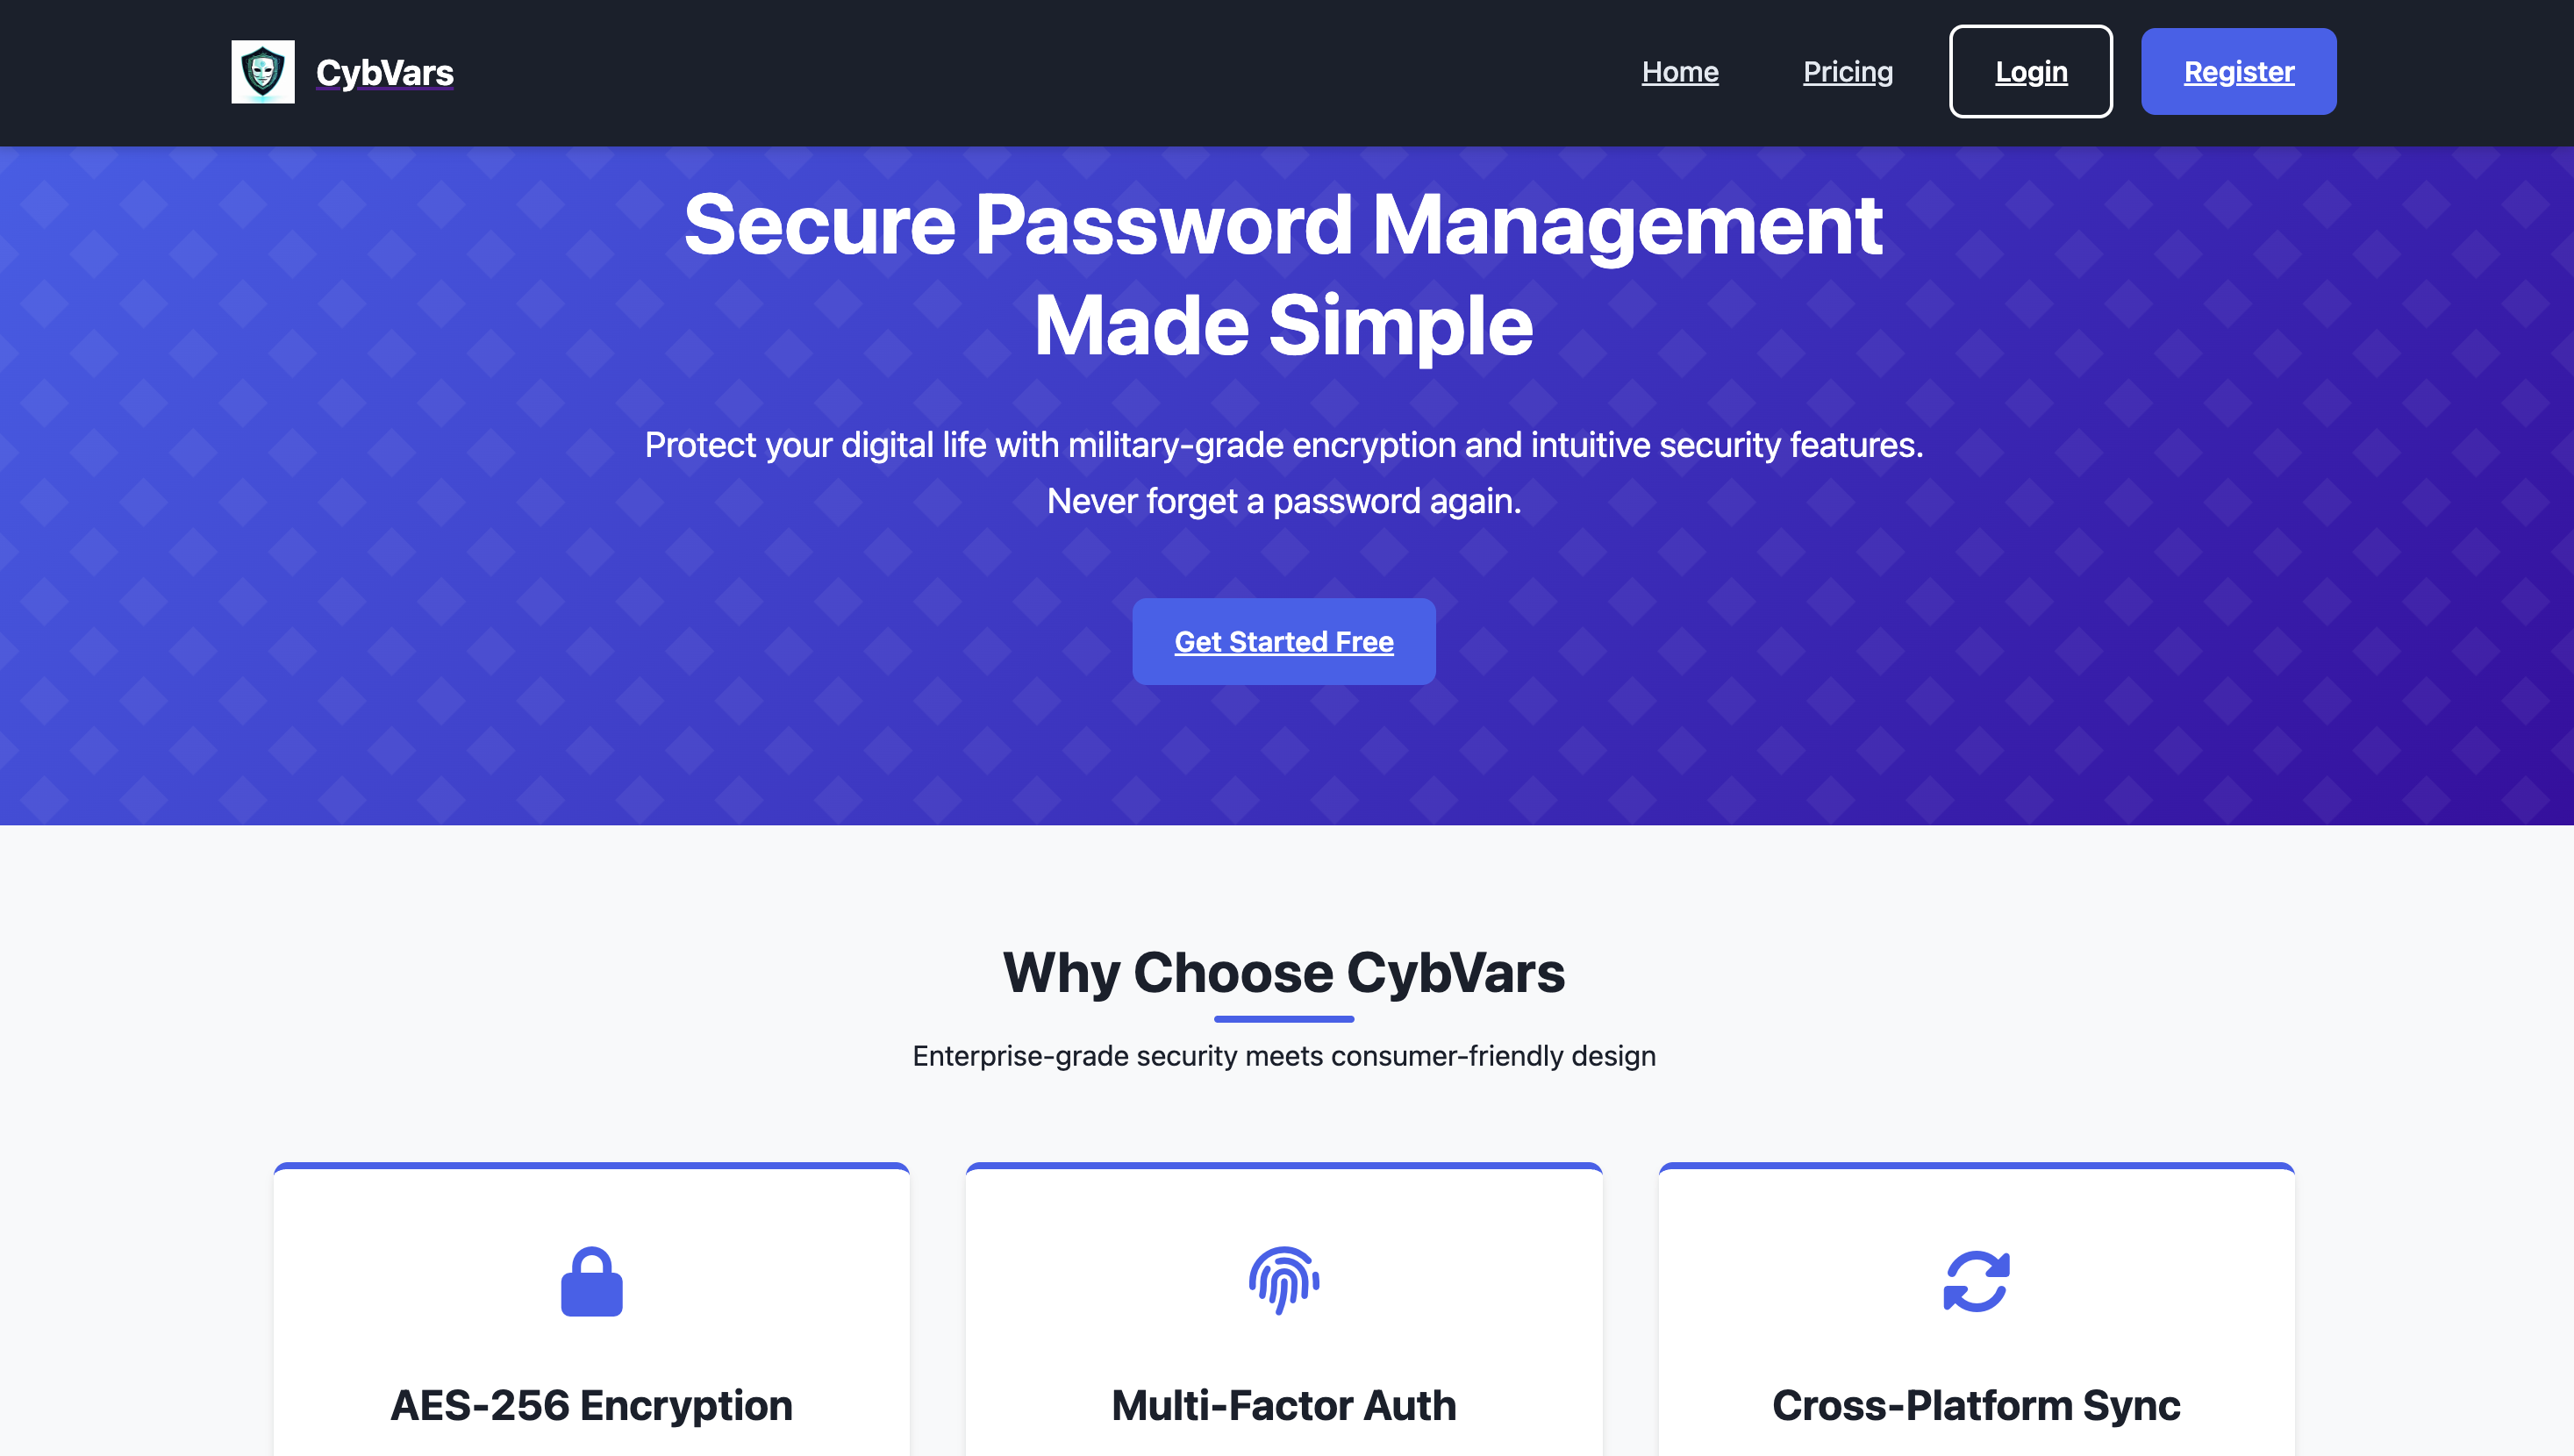 CybVars
Home
Pricing
Login
Register
Secure Password Management
Made Simple
Protect your digital life with military-grade encryption and intuitive security features.
Never forget a password again.
Get Started Free
Why Choose CybVars
Enterprise-grade security meets consumer-friendly design
AES-256 Encryption
Multi-Factor Auth
Cross-Platform Sync